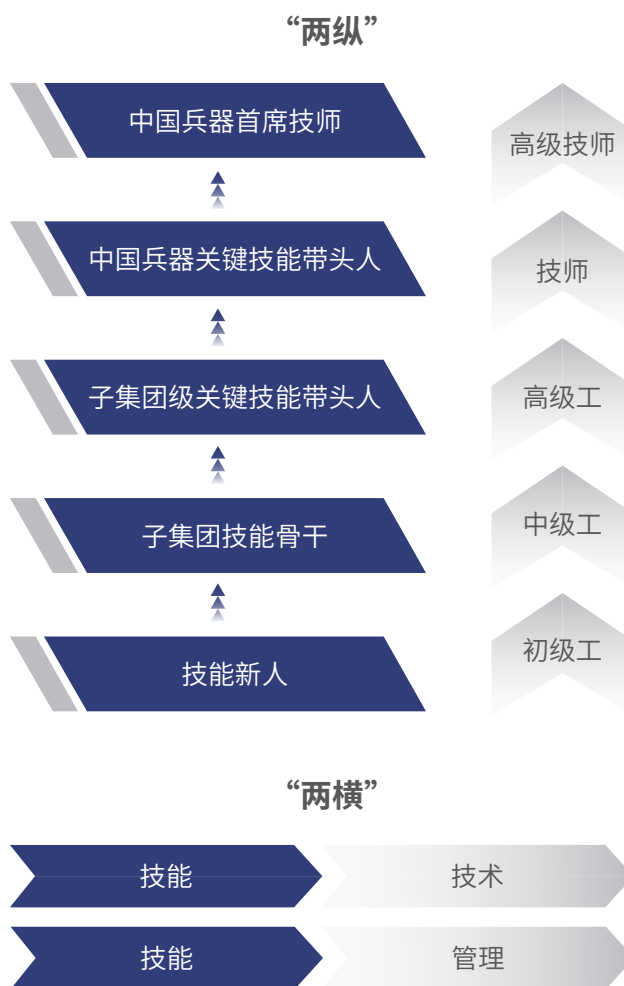 “两纵”
中国兵器首席技师
高级技师
中国兵器关键技能带头人
技师
子集团级关键技能带头人
高级工
子集团技能骨干
中级工
技能新人
初级工
“两横”
技能
技术
技能
管理